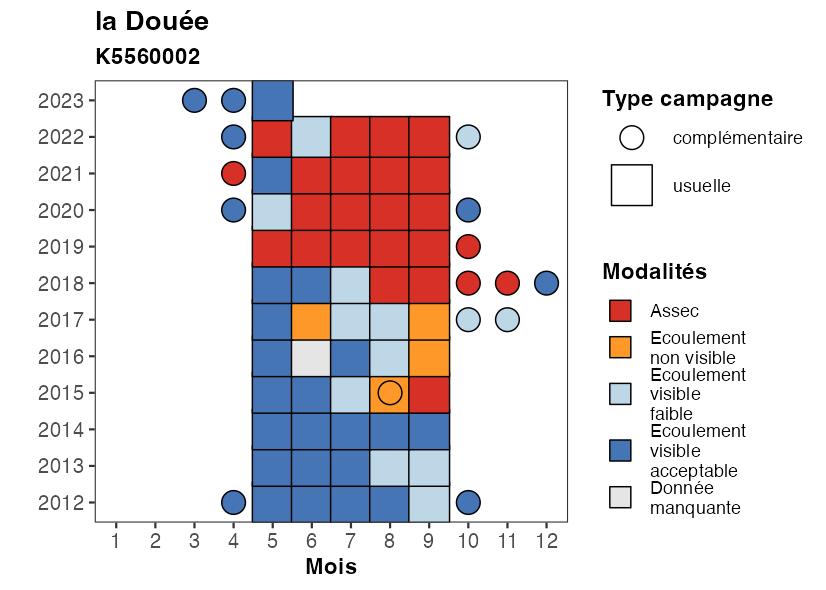 la Douée
K5560002
2023
2022
2021
2020
2019
2018
2017
2016
2015
2014
2013
2012
1 2 3 4 5 6 7 8 9 10 11 12
Mois
Type campagne
complémentaire
usuelle
Modalités
Assec
Ecoulement
non visible
Ecoulement
visible
faible
Ecoulement
visible
acceptable
Donnée
manquante